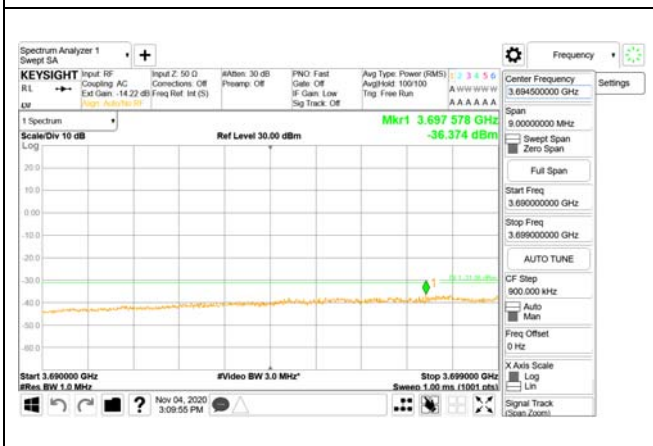 Spectrum Analyzer 1
Swept SA
+
Frequency
KEYSIGHT
RL
Input: RF
Coupling: AC
Ext Gain: -14.22 dB
Align: Auto/No RF
Input Z: 50 Ω
Corrections: Off
Freq Ref: Int (S)
#Atten: 30 dB
Preamp: Off
PNO: Fast
Gate: Off
IF Gain: Low
Sig Track: Off
Avg Type: Power (RMS)
Avg|Hold: 100/100
Trig: Free Run
1 2 3 4 5 6
A W W W W W
A A A A A A
Center Frequency
3.694500000 GHz
Settings
Span
9.00000000 MHz
Swept Span
Zero Span
Full Span
Start Freq
3.690000000 GHz
Stop Freq
3.699000000 GHz
AUTO TUNE
CF Step
900.000 kHz
Auto
Man
Freq Offset
0 Hz
X Axis Scale
Log
Lin
Signal Track
(Span Zoom)
1 Spectrum
Scale/Div 10 dB
Log
Ref Level 30.00 dBm
Mkr1 3.697 578 GHz
-36.374 dBm
20.0
10.0
0.00
-10.0
-20.0
-30.0
-40.0
-50.0
-60.0
1
Start 3.690000 GHz
#Res BW 1.0 MHz
#Video BW 3.0 MHz*
Stop 3.699000 GHz
Sweep 1.00 ms (1001 pts)
?
Nov 04, 2020
3:09:55 PM